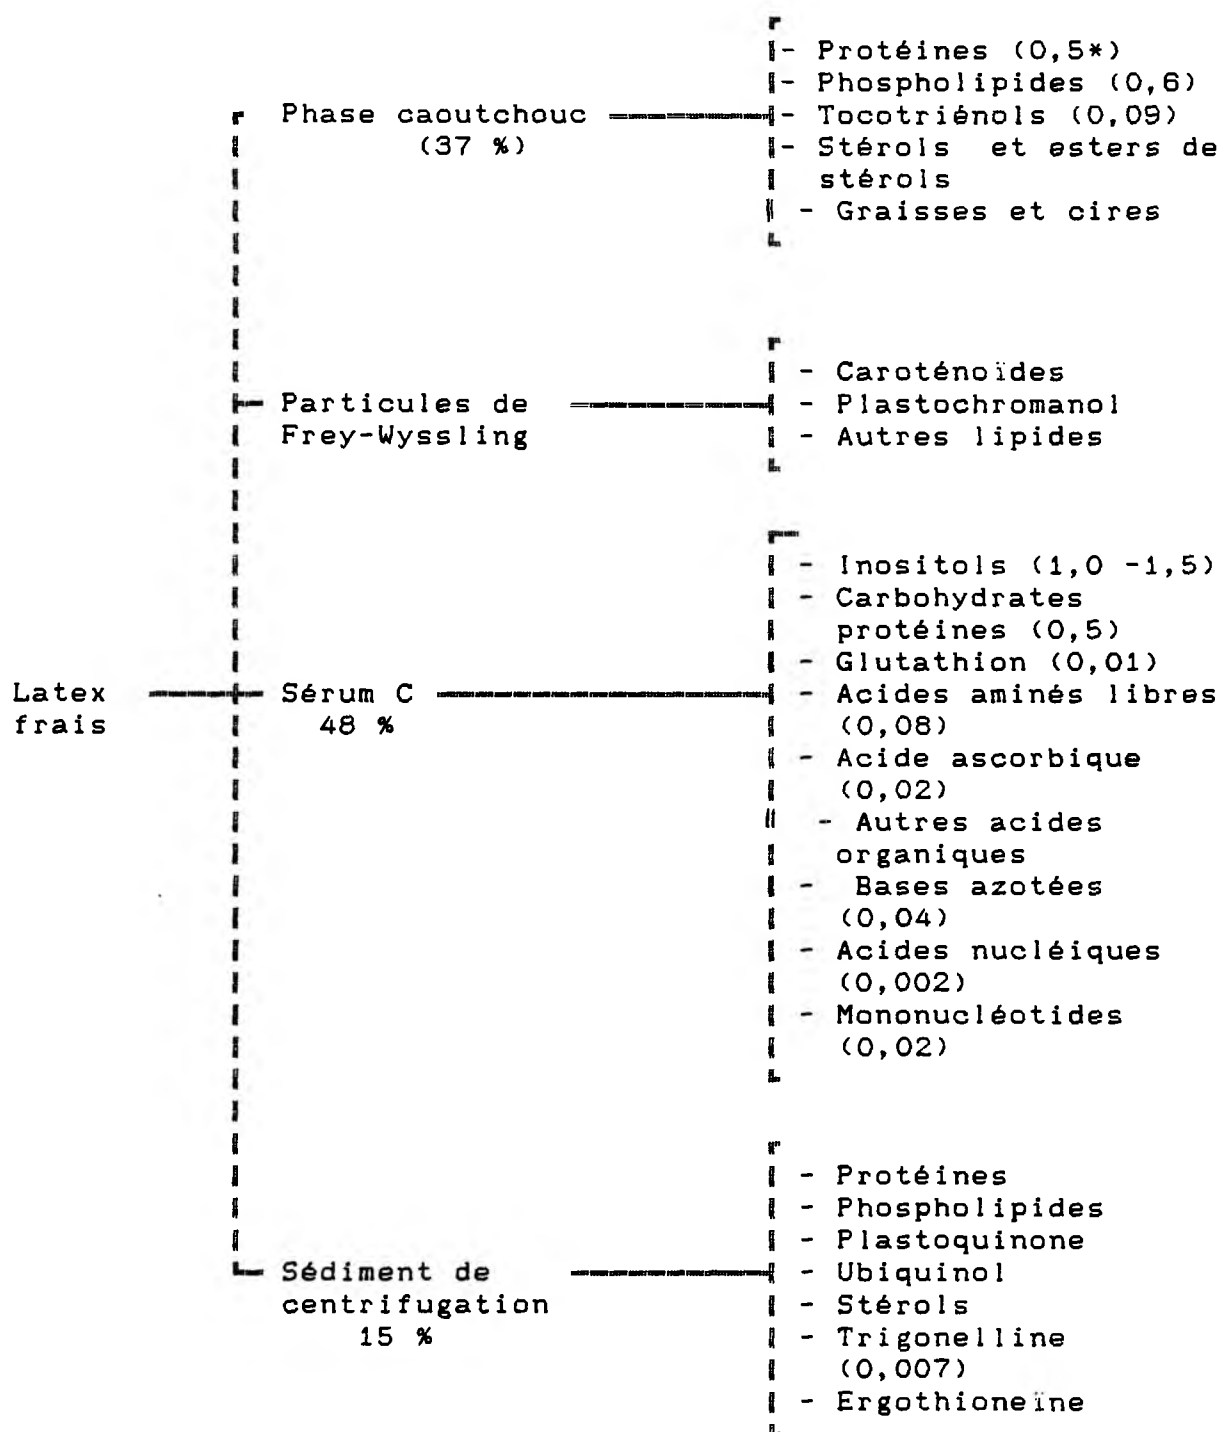 - Protéines (0,5*)
- Phospholipides (0,6)
Phase caoutchouc
(37 %)
- Tocotriénols (0,09)
- Stérols et esters de
stérols
- Graisses et cires
Particules de
Frey-Wyssling
- Caroténoïdes
- Plastochromanol
- Autres lipides
Latex
frais
Sérum C
48 %
- Inositols (1,0 -1,5)
- Carbohydrates
protéines (0,5)
- Glutathion (0,01)
- Acides aminés libres
(0,08)
- Acide ascorbique
(0,02)
- Autres acides
organiques
- Bases azotées
(0,04)
- Acides nucléiques
(0,002)
- Mononucléotides
(0,02)
Sédiment de
centrifugation
15 %
- Protéines
- Phospholipides
- Plastoquinone
- Ubiquinol
- Stérols
- Trigonelline
(0,007)
- Ergothioneïne